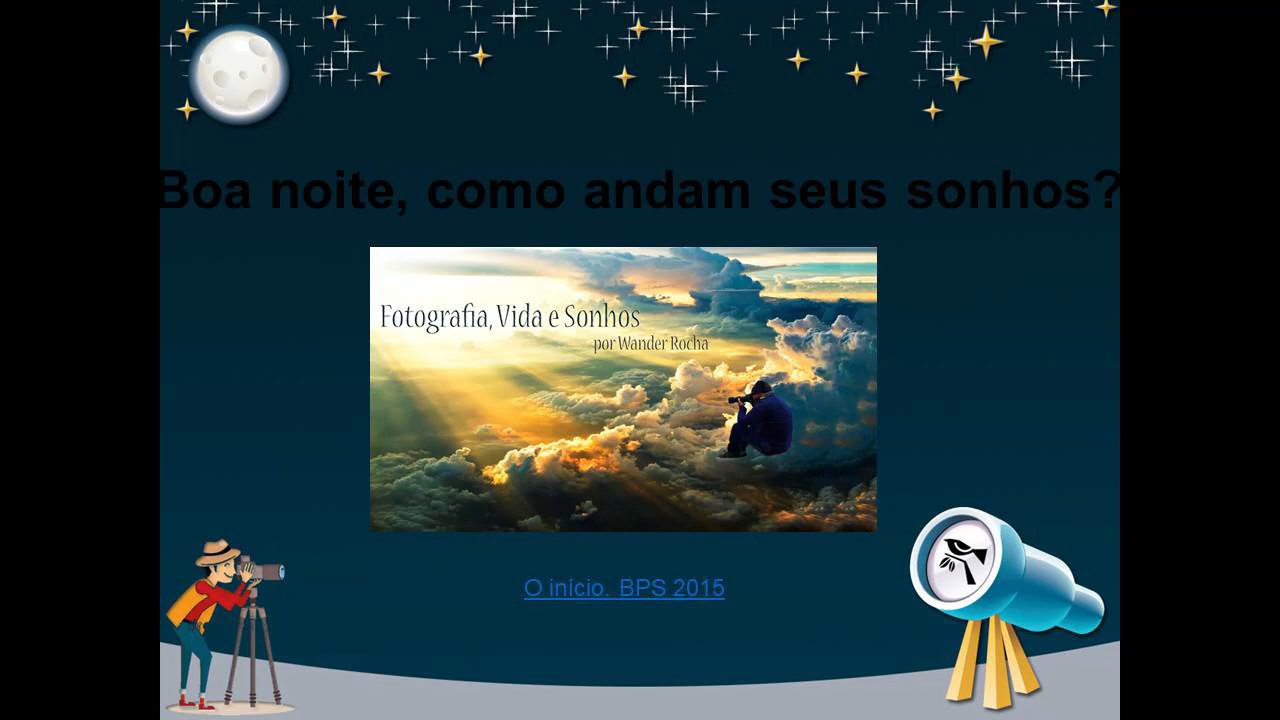 Boa noite, como andam seus sonhos?
Fotografia, Vida e Sonhos
por Wander Rocha
O início. BPS 2015